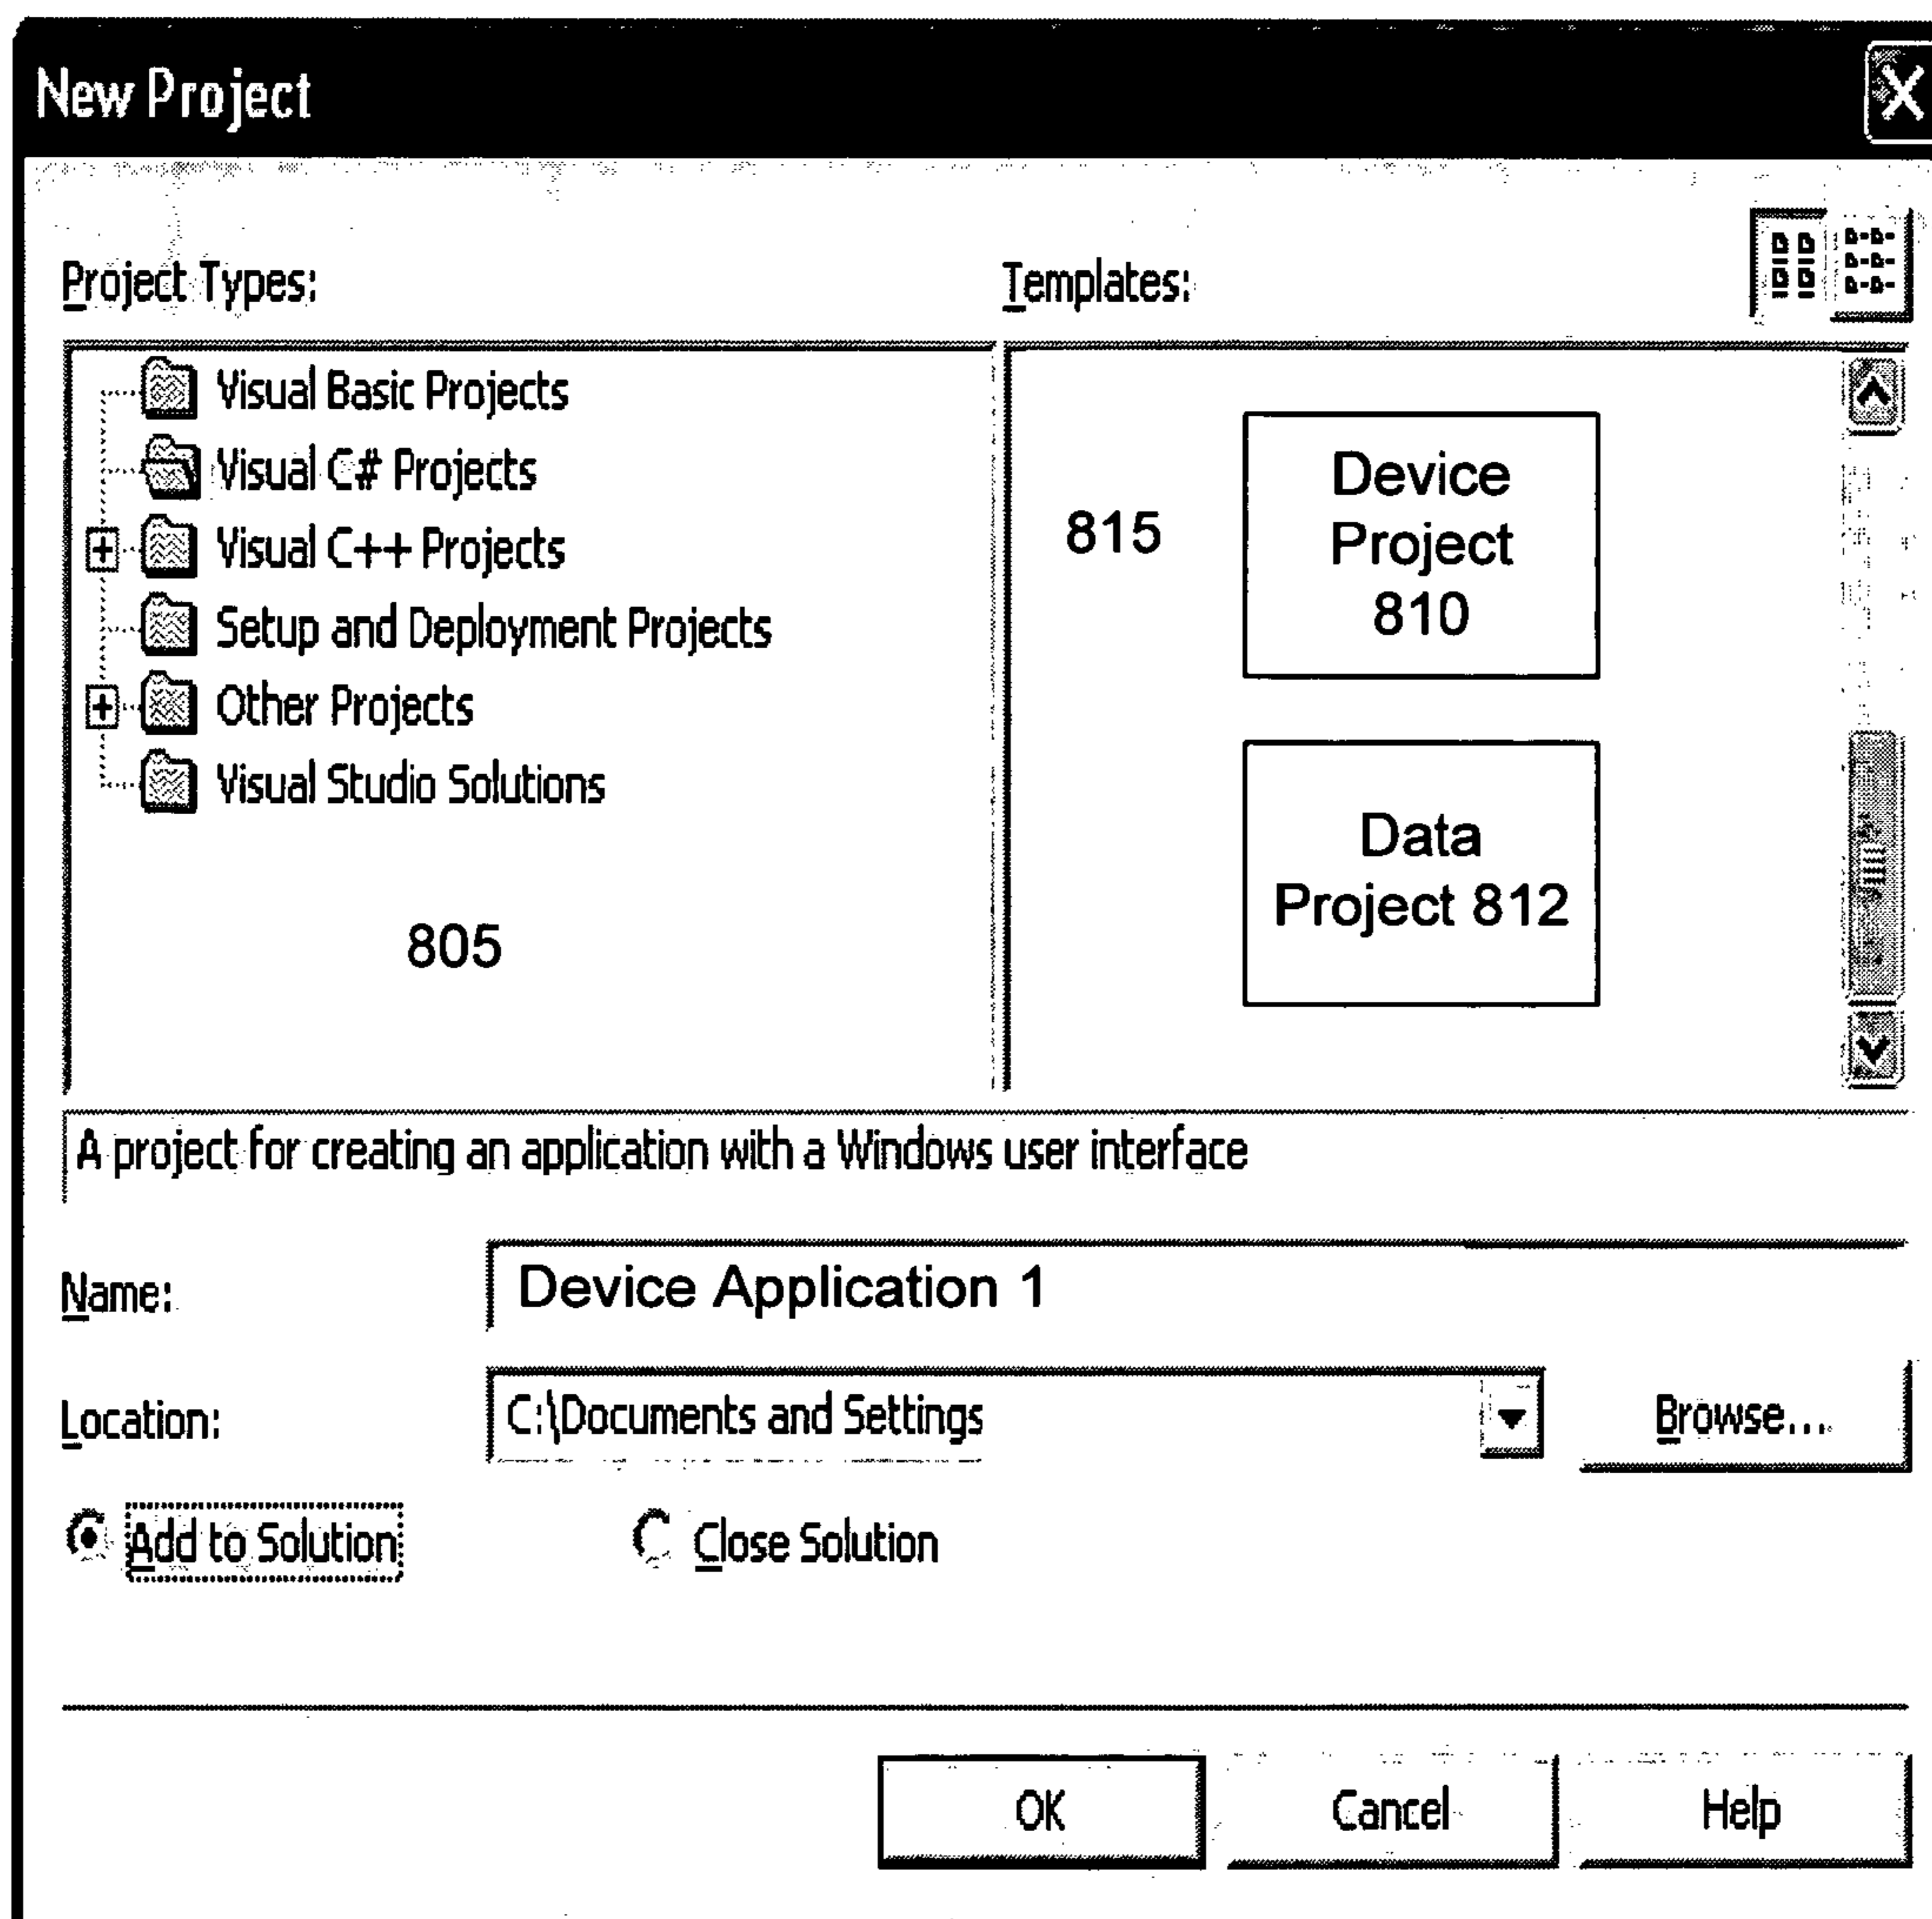 New Project
Project Types:
Templates:
Visual Basic Projects
Visual C# Projects
Visual C++ Projects
Setup and Deployment Projects
Other Projects
Visual Studio Solutions
805
815
Device
Project
810
Data
Project 812
A project for creating an application with a Windows user interface
Name:
Device Application 1
Location:
C:\Documents and Settings
Browse...
Add to Solution
Close Solution
OK
Cancel
Help